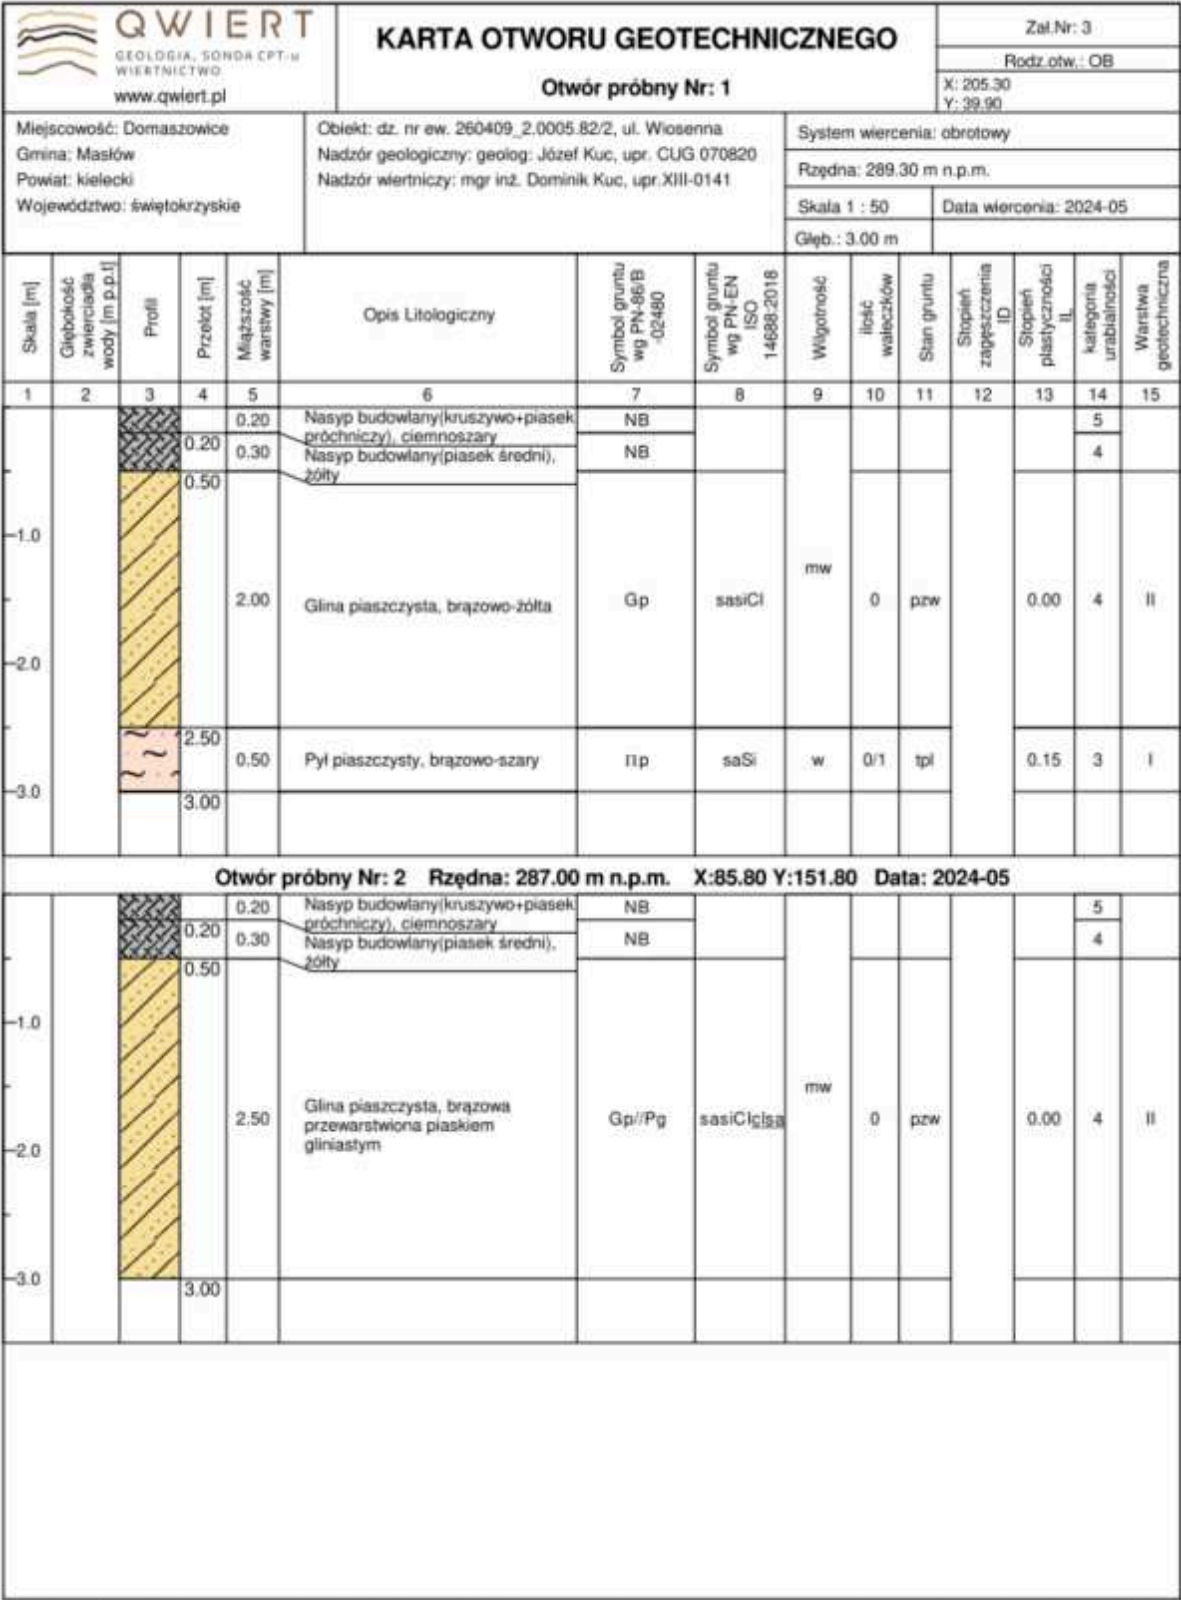 QWIERT
GEOLOGIA, SONDA CPT-u
WIERTNICTWO
www.qwiert.pl
KARTA OTWORU GEOTECHNICZNEGO
Otwór próbny Nr: 1
Zał.Nr: 3
Rodz.otw.: OB
X: 205.30
Y: 39.90
Miejscowość: Domaszowice
Gmina: Masłów
Powiat: kielecki
Województwo: świętokrzyskie
Obiekt: dz. nr ew. 260409_2.0005.82/2, ul. Wiosenna
Nadzór geologiczny: geolog: Józef Kuc, upr. CUG 070820
Nadzór wiertniczy: mgr inż. Dominik Kuc, upr.XIII-0141
System wiercenia: obrotowy
Rzędna: 289.30 m n.p.m.
Skala 1 : 50 Data wiercenia: 2024-05
Głęb.: 3.00 m
Skala [m]
Głębokość zwierciadła wody [m p.p.t]
Profil
Przelot [m]
Miąższość warstwy [m]
Opis Litologiczny
Symbol gruntu wg PN-86/B -02480
Symbol gruntu wg PN-EN ISO 14688:2018
Wilgotność
ilość wałeczków
Stan gruntu
Stopień zagęszczenia ID
Stopień plastyczności IL
kategoria urabialności
Warstwa geotechniczna
1 2 3 4 5 6 7 8 9 10 11 12 13 14 15
0.20 Nasyp budowlany(kruszywo+piasek próchniczy), ciemnoszary NB 5
0.20 0.30 Nasyp budowlany(piasek średni), żółty NB 4
0.50
1.0
2.00 Glina piaszczysta, brązowo-żółta Gp sasiCl mw 0 pzw 0.00 4 II
2.0
2.50 0.50 Pył piaszczysty, brązowo-szary Πp saSi w 0/1 tpl 0.15 3 I
3.0
3.00
Otwór próbny Nr: 2 Rzędna: 287.00 m n.p.m. X:85.80 Y:151.80 Data: 2024-05
0.20 Nasyp budowlany(kruszywo+piasek próchniczy), ciemnoszary NB 5
0.20 0.30 Nasyp budowlany(piasek średni), żółty NB 4
0.50
1.0
2.50 Glina piaszczysta, brązowa przewarstwiona piaskiem gliniastym Gp//Pg sasiClclsa mw 0 pzw 0.00 4 II
2.0
3.0
3.00